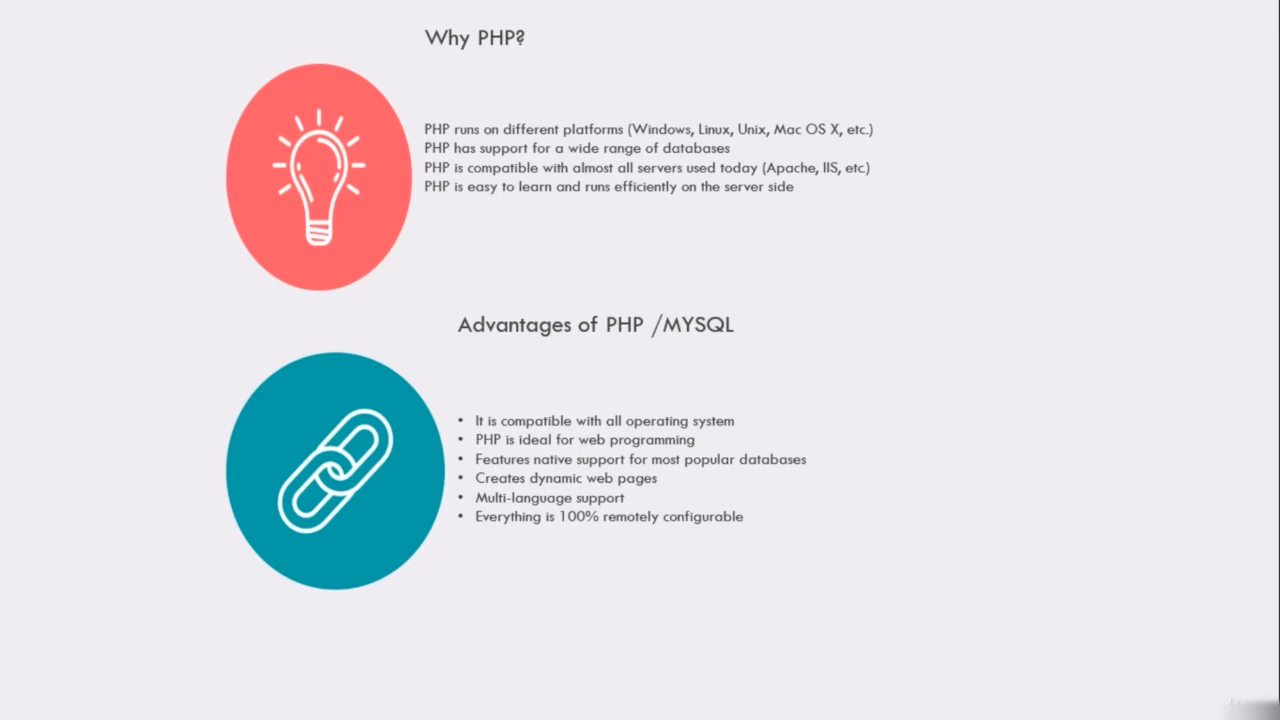 Why PHP?
PHP runs on different platforms (Windows, Linux, Unix, Mac OS X, etc.)
PHP has support for a wide range of databases
PHP is compatible with almost all servers used today (Apache, IIS, etc.)
PHP is easy to learn and runs efficiently on the server side
Advantages of PHP /MYSQL
• It is compatible with all operating system
• PHP is ideal for web programming
• Features native support for most popular databases
• Creates dynamic web pages
• Multi-language support
• Everything is 100% remotely configurable